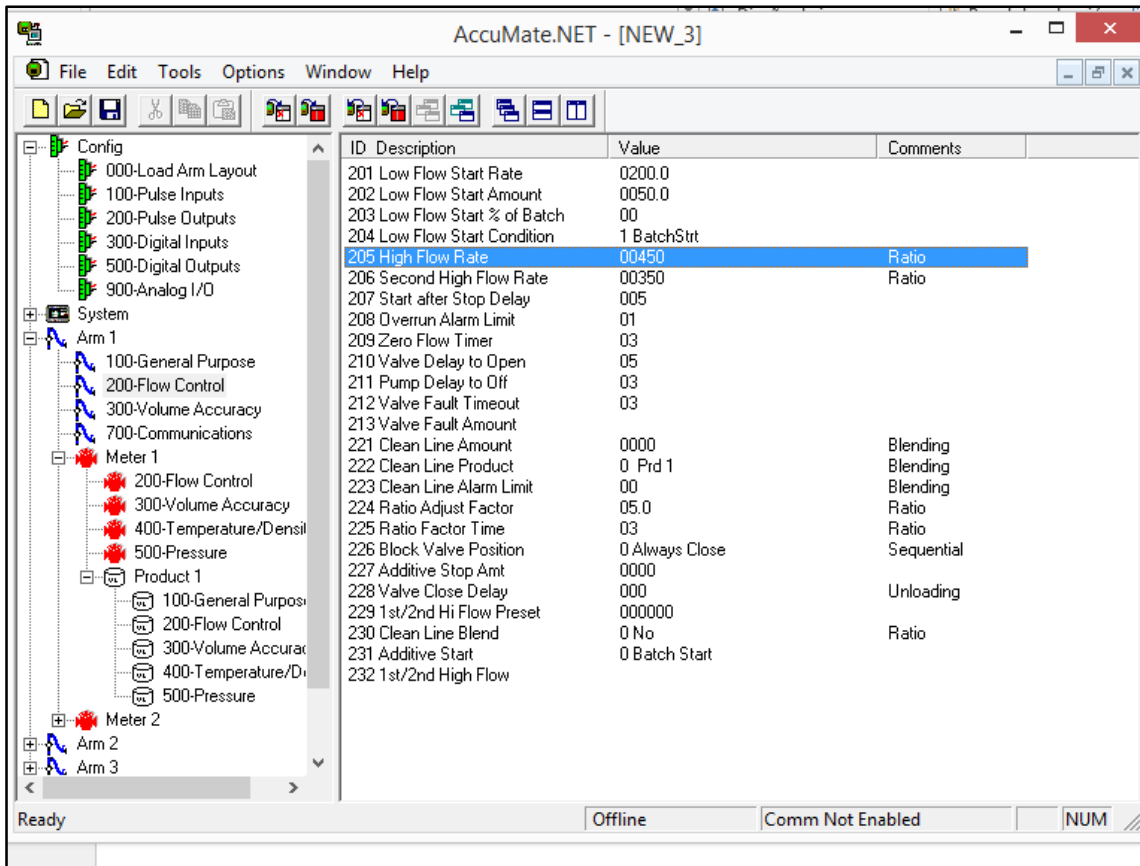 AccuMate.NET - [NEW_3]
File Edit Tools Options Window Help
Config
000-Load Arm Layout
100-Pulse Inputs
200-Pulse Outputs
300-Digital Inputs
500-Digital Outputs
900-Analog I/O
System
Arm 1
100-General Purpose
200-Flow Control
300-Volume Accuracy
700-Communications
Meter 1
200-Flow Control
300-Volume Accuracy
400-Temperature/Densi
500-Pressure
Product 1
100-General Purpos
200-Flow Control
300-Volume Accurac
400-Temperature/D
500-Pressure
Meter 2
Arm 2
Arm 3
ID Description Value Comments
201 Low Flow Start Rate 0200.0
202 Low Flow Start Amount 0050.0
203 Low Flow Start % of Batch 00
204 Low Flow Start Condition 1 BatchStrt
205 High Flow Rate 00450 Ratio
206 Second High Flow Rate 00350 Ratio
207 Start after Stop Delay 005
208 Overrun Alarm Limit 01
209 Zero Flow Timer 03
210 Valve Delay to Open 05
211 Pump Delay to Off 03
212 Valve Fault Timeout 03
213 Valve Fault Amount
221 Clean Line Amount 0000 Blending
222 Clean Line Product 0 Prd 1 Blending
223 Clean Line Alarm Limit 00 Blending
224 Ratio Adjust Factor 05.0 Ratio
225 Ratio Factor Time 03 Ratio
226 Block Valve Position 0 Always Close Sequential
227 Additive Stop Amt 0000
228 Valve Close Delay 000 Unloading
229 1st/2nd Hi Flow Preset 000000
230 Clean Line Blend 0 No Ratio
231 Additive Start 0 Batch Start
232 1st/2nd High Flow
Ready Offline Comm Not Enabled NUM